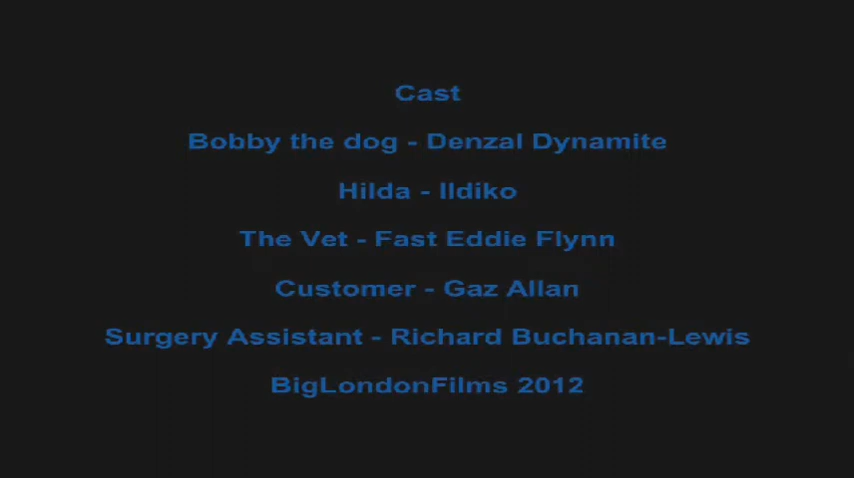 Cast
Bobby the dog - Denzal Dynamite
Hilda - Ildiko
The Vet - Fast Eddie Flynn
Customer - Gaz Allan
Surgery Assistant - Richard Buchanan-Lewis
BigLondonFilms 2012